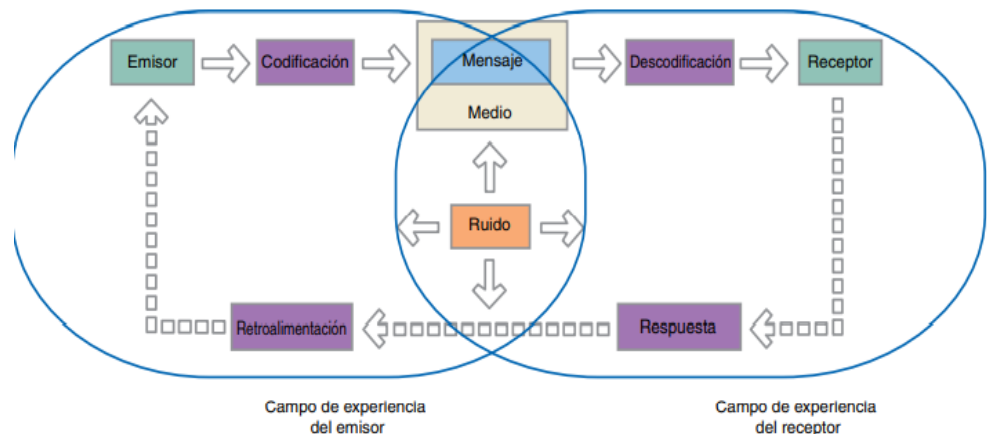 Emisor
Codificación
Mensaje
Medio
Descodificación
Receptor
Ruido
Retroalimentación
Respuesta
Campo de experiencia
del emisor
Campo de experiencia
del receptor